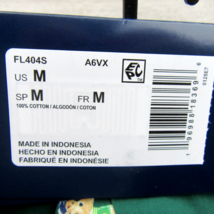 FL404S A6VX
US M
SP M FR M
100% COTTON / ALGODÓN / COTON
MADE IN INDONESIA
HECHO EN INDONESIA
FABRIQUÉ EN INDONÉSIE